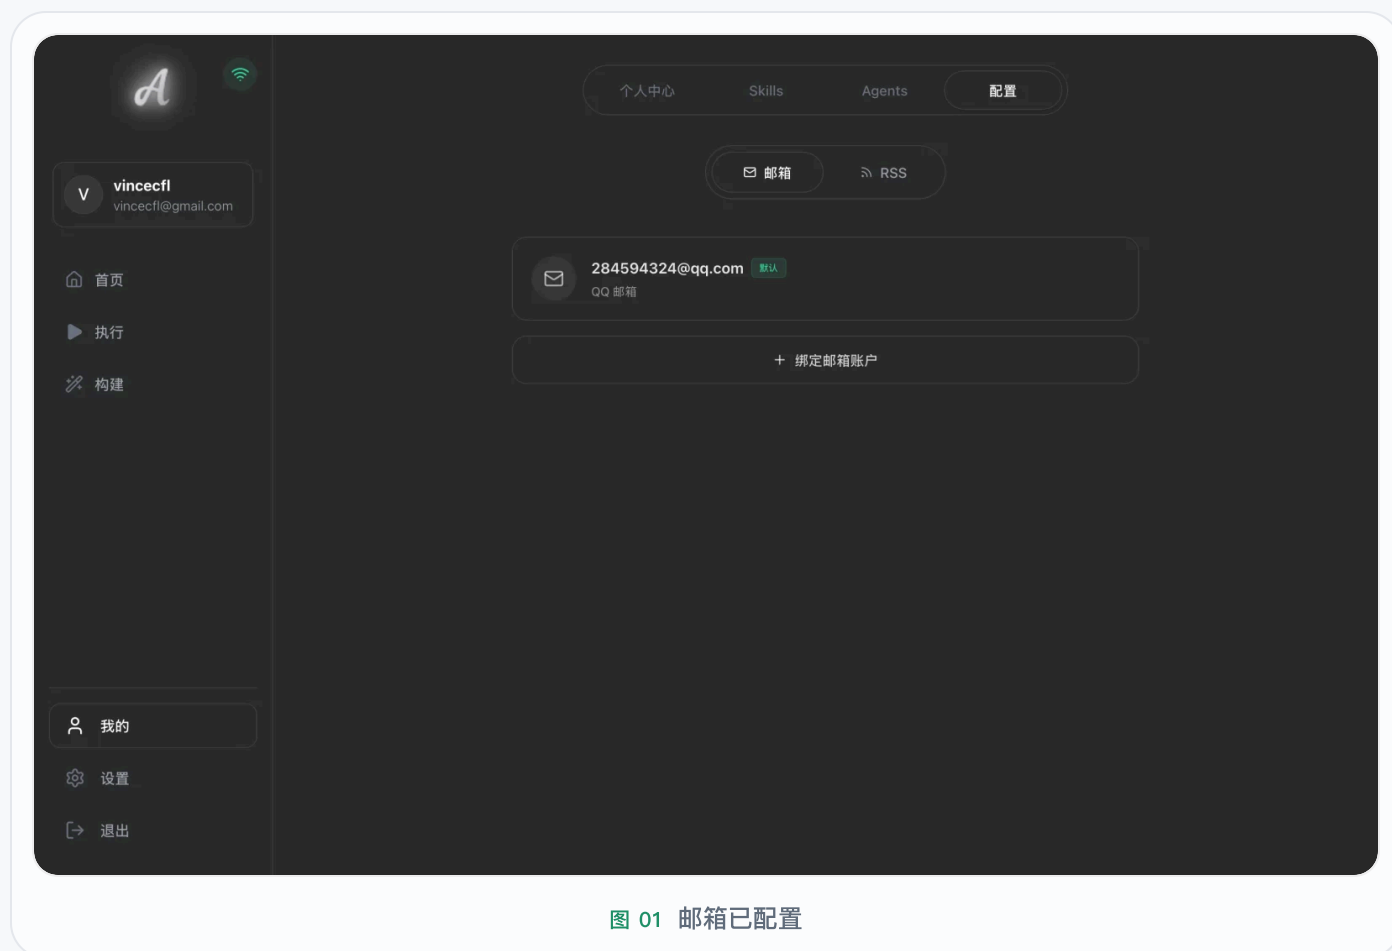 A
个人中心
Skills
Agents
配置
邮箱
RSS
V
vincecfl
vincecfl@gmail.com
首页
执行
构建
284594324@qq.com 默认
QQ 邮箱
+ 绑定邮箱账户
我的
设置
退出
图 01 邮箱已配置